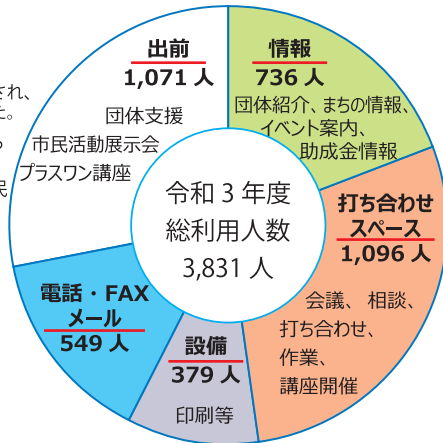 出前
1,071 人
団体支援
市民活動展示会
プラスワン講座
情報
736 人
団体紹介、まちの情報、
イベント案内、
助成金情報
打ち合わせ
スペース
1,096 人
会議、相談、
打ち合わせ、
作業、
講座開催
設備
379 人
印刷等
電話・FAX
メール
549 人
令和 3 年度
総利用人数
3,831 人
され、
た。
民